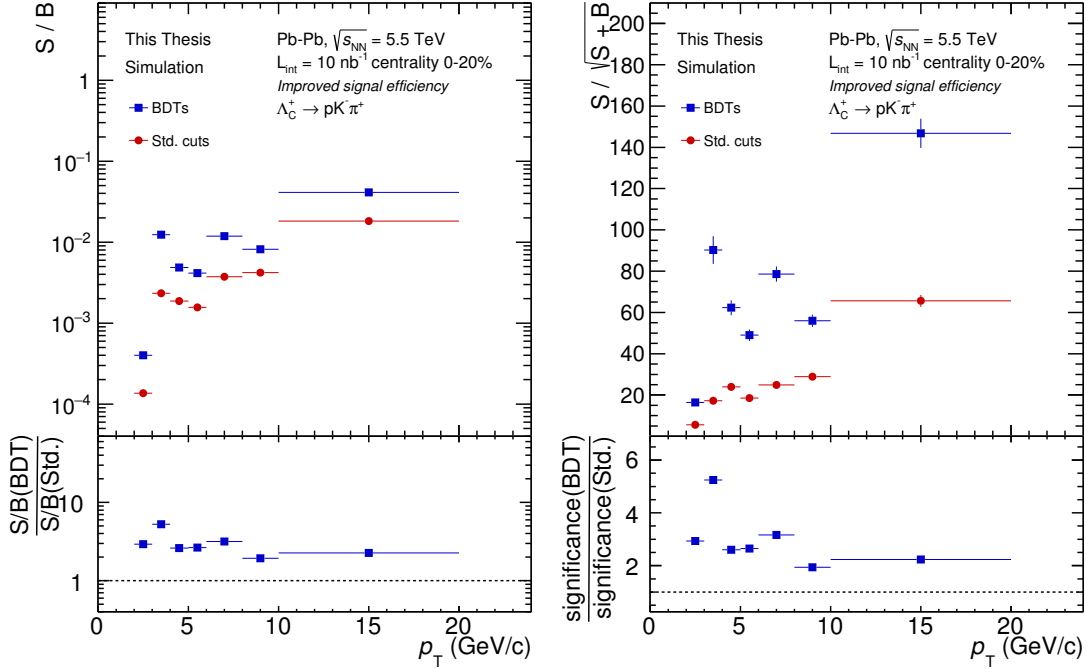 S / B
This Thesis
Simulation
BDTs
Std. cuts
Pb-Pb, √s_NN = 5.5 TeV
L_int = 10 nb⁻¹ centrality 0-20%
Improved signal efficiency
Λ_C⁺ → pK⁻π⁺
1
10⁻¹
10⁻²
10⁻³
10⁻⁴
S/B(BDT)
S/B(Std.)
10
1
0 5 10 15 20
p_T (GeV/c)
S / √S + B
This Thesis
Simulation
BDTs
Std. cuts
Pb-Pb, √s_NN = 5.5 TeV
L_int = 10 nb⁻¹ centrality 0-20%
Improved signal efficiency
Λ_C⁺ → pK⁻π⁺
200
180
160
140
120
100
80
60
40
20
significance(BDT)
significance(Std.)
6
4
2
0 5 10 15 20
p_T (GeV/c)